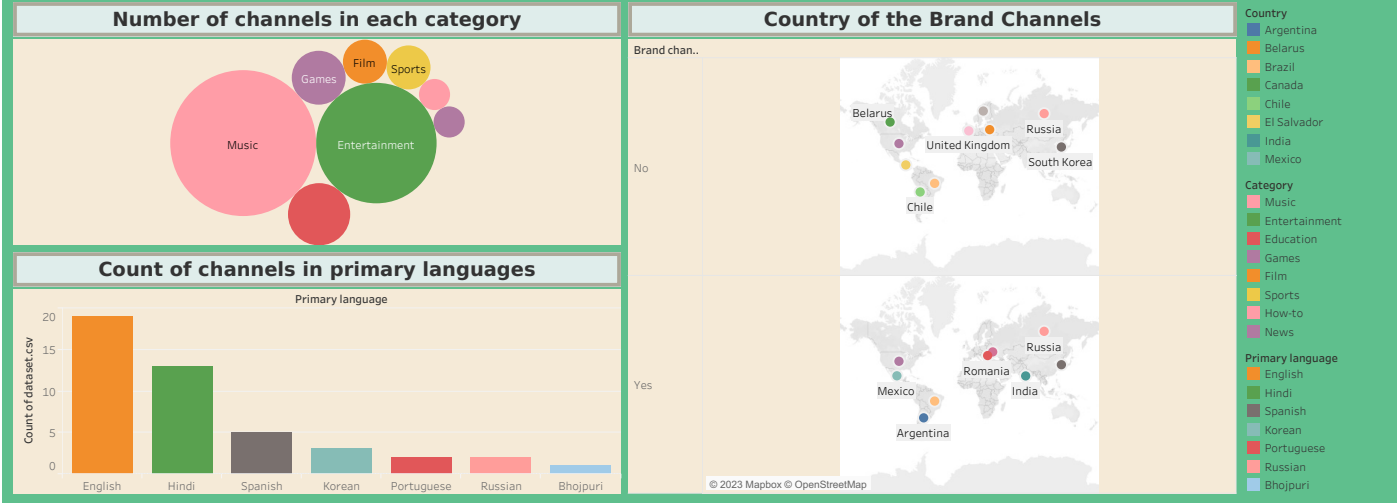 Number of channels in each category
Games
Film
Sports
Music
Entertainment
Count of channels in primary languages
Primary language
Count of dataset.csv
20
15
10
5
0
English
Hindi
Spanish
Korean
Portuguese
Russian
Bhojpuri
Country of the Brand Channels
Brand chan..
No
Belarus
United Kingdom
Russia
South Korea
Chile
Yes
Russia
Romania
Mexico
India
Argentina
© 2023 Mapbox © OpenStreetMap
Country
Argentina
Belarus
Brazil
Canada
Chile
El Salvador
India
Mexico
Category
Music
Entertainment
Education
Games
Film
Sports
How-to
News
Primary language
English
Hindi
Spanish
Korean
Portuguese
Russian
Bhojpuri